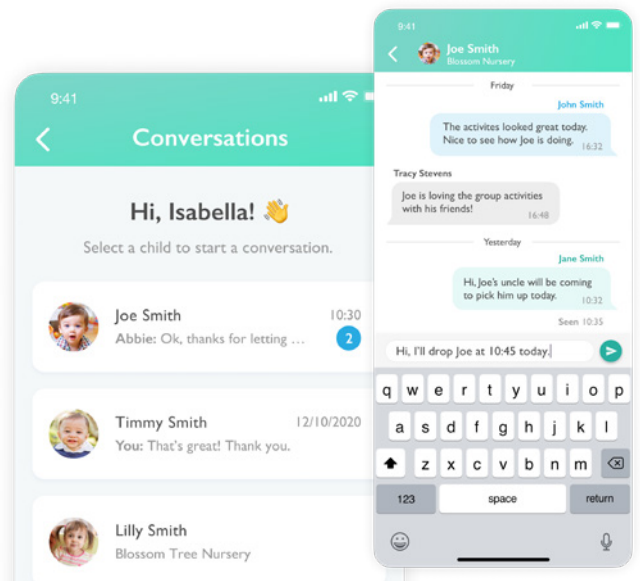 9:41
Conversations
Hi, Isabella! 👋
Select a child to start a conversation.
Joe Smith 10:30
Abbie: Ok, thanks for letting ... 2
Timmy Smith 12/10/2020
You: That's great! Thank you.
Lilly Smith
Blossom Tree Nursery
9:41
Joe Smith
Blossom Nursery
Friday
John Smith
The activites looked great today.
Nice to see how Joe is doing. 16:32
Tracy Stevens
Joe is loving the group activities
with his friends! 16:48
Yesterday
Jane Smith
Hi, Joe's uncle will be coming
to pick him up today. 10:32
Seen 10:35
Hi, I'll drop Joe at 10:45 today.
q w e r t y u i o p
a s d f g h j k l
z x c v b n m
123 space return